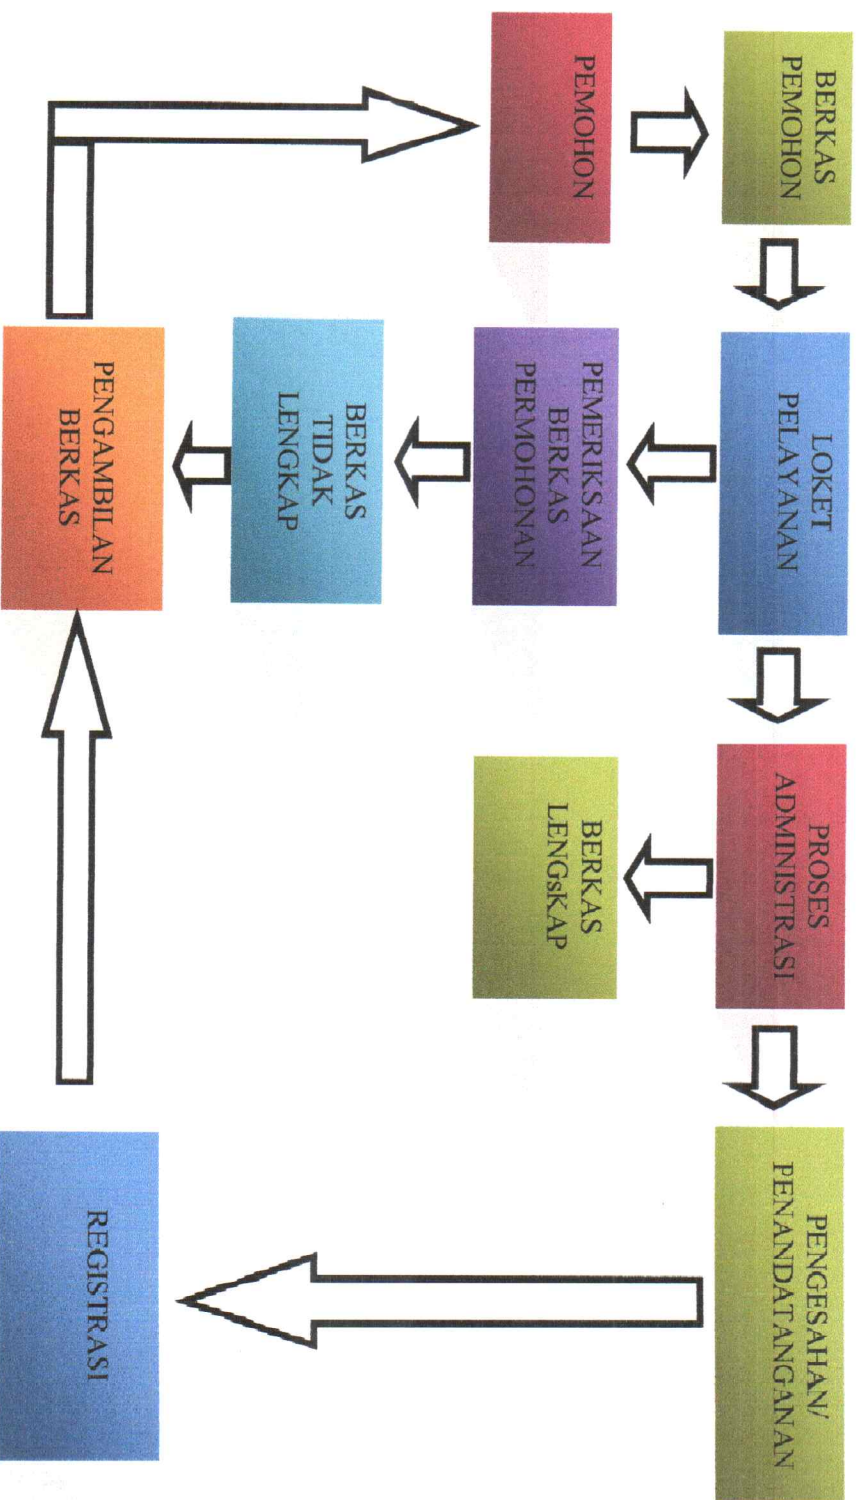 BERKAS
PEMOHON
LOKET
PELAYANAN
PROSES
ADMINISTRASI
PENGESAHAN/
PENANDATANGANAN
PEMOHON
PEMERIKSAAN
BERKAS
PERMOHONAN
BERKAS
LENGsKAP
BERKAS
TIDAK
LENGKAP
PENGAMBILAN
BERKAS
REGISTRASI